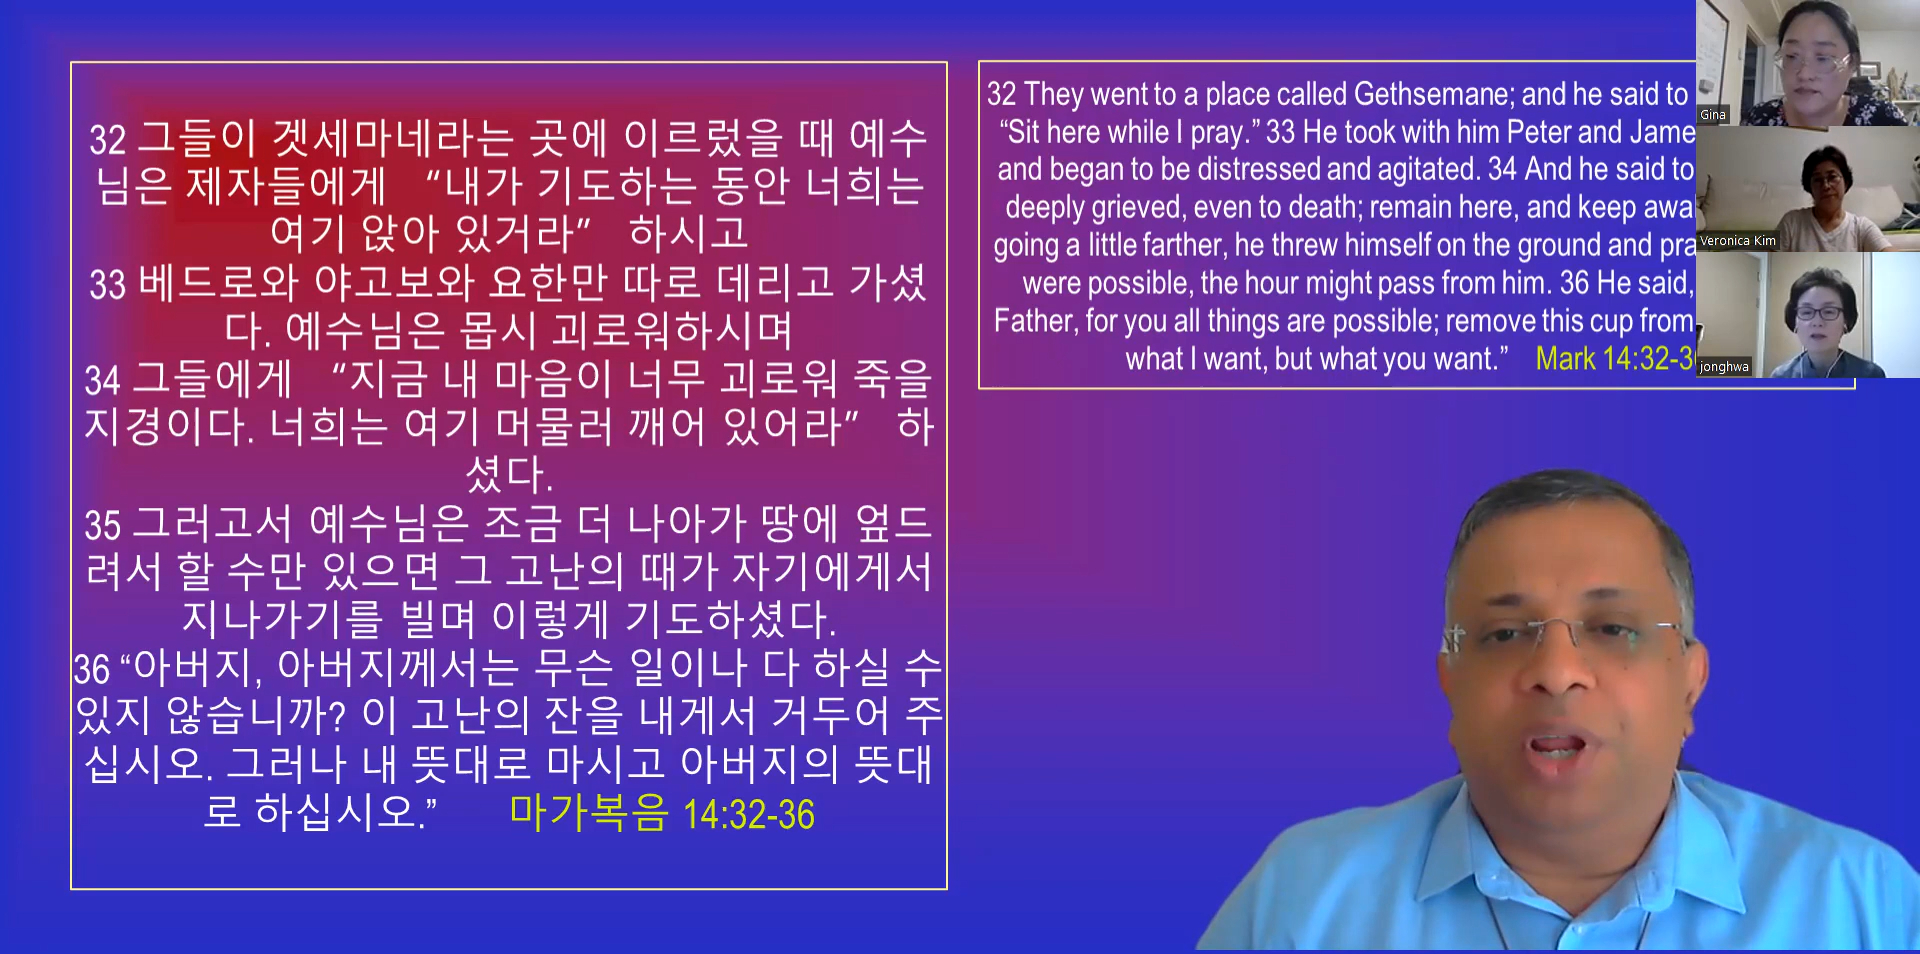 32 그들이 겟세마네라는 곳에 이르렀을 때 예수
님은 제자들에게 “내가 기도하는 동안 너희는
여기 앉아 있거라” 하시고
33 베드로와 야고보와 요한만 따로 데리고 가셨
다. 예수님은 몹시 괴로워하시며
34 그들에게 “지금 내 마음이 너무 괴로워 죽을
지경이다. 너희는 여기 머물러 깨어 있어라” 하
셨다.
35 그러고서 예수님은 조금 더 나아가 땅에 엎드
려서 할 수만 있으면 그 고난의 때가 자기에게서
지나가기를 빌며 이렇게 기도하셨다.
36 “아버지, 아버지께서는 무슨 일이나 다 하실 수
있지 않습니까? 이 고난의 잔을 내게서 거두어 주
십시오. 그러나 내 뜻대로 마시고 아버지의 뜻대
로 하십시오.” 마가복음 14:32-36
32 They went to a place called Gethsemane; and he said to
“Sit here while I pray.” 33 He took with him Peter and
and began to be distressed and agitated. 34 And he said to
deeply grieved, even to death; remain here, and keep
going a little farther, he threw himself on the ground and
were possible, the hour might pass from him. 36 He said,
Father, for you all things are possible; remove this cup from
what I want, but what you want.” Mark
Gina
Veronica Kim
jonghwa